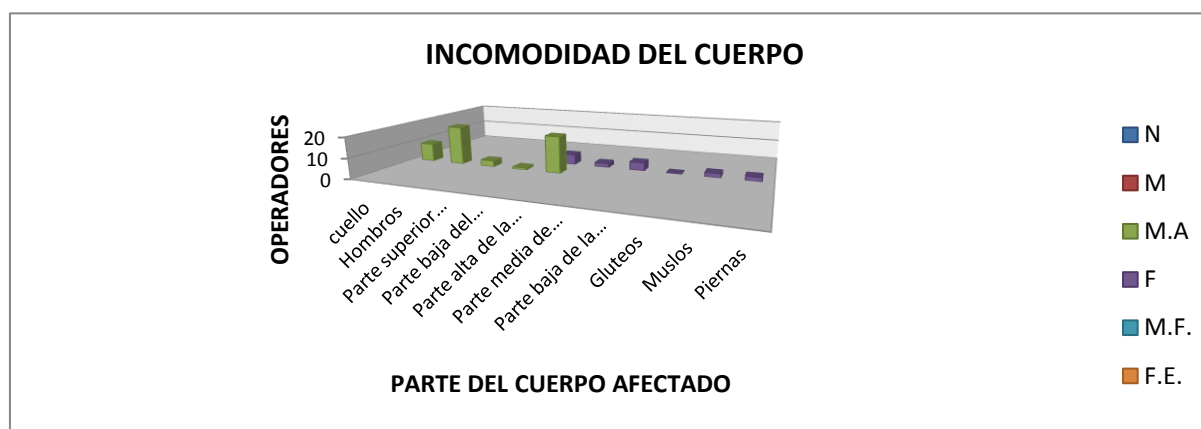 INCOMODIDAD DEL CUERPO
OPERADORES
20
10
0
cuello
Hombros
Parte superior...
Parte baja del...
Parte alta de la...
Parte media de...
Parte baja de la...
Gluteos
Muslos
Piernas
PARTE DEL CUERPO AFECTADO
N
M
M.A
F
M.F.
F.E.